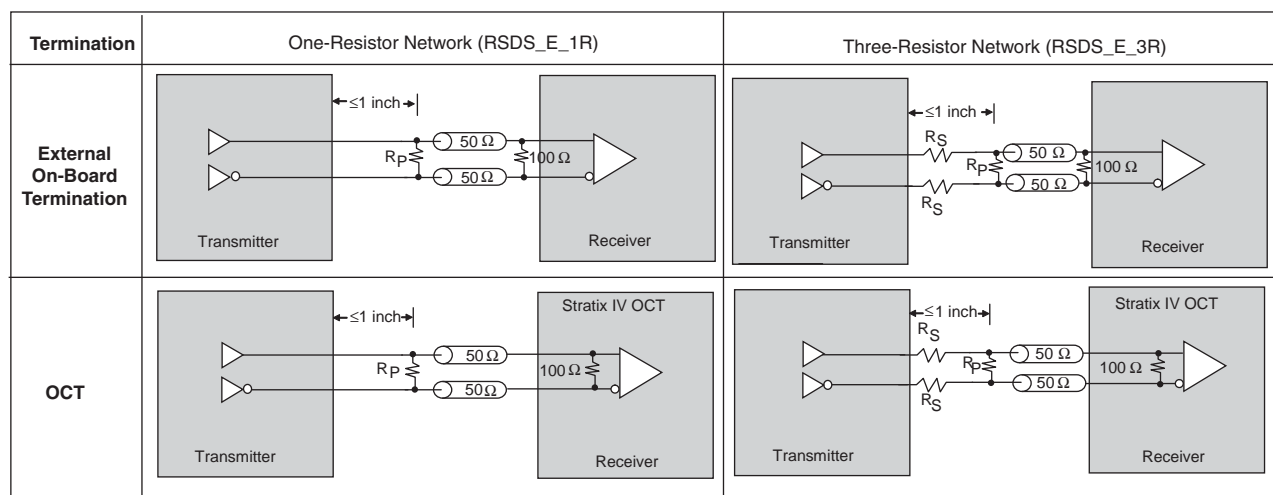 Termination
One-Resistor Network (RSDS_E_1R)
Three-Resistor Network (RSDS_E_3R)
External
On-Board
Termination
≤1 inch
50 Ω
RP
100 Ω
50 Ω
Transmitter
Receiver
≤1 inch
RS
50 Ω
RP
100 Ω
50 Ω
RS
Transmitter
Receiver
OCT
Stratix IV OCT
≤1 inch
50 Ω
RP
100 Ω
50 Ω
Transmitter
Receiver
Stratix IV OCT
≤1 inch
RS
50 Ω
RP
100 Ω
50 Ω
RS
Transmitter
Receiver